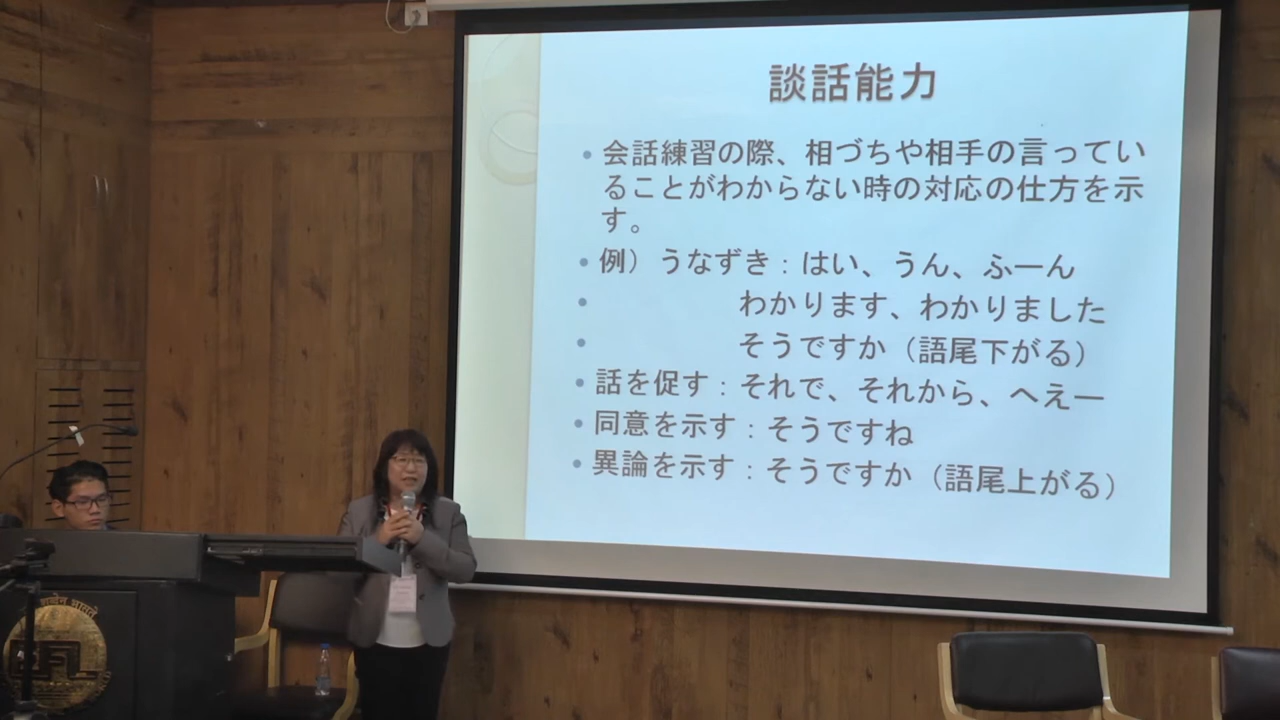 談話能力
• 会話練習の際、相づちや相手の言ってい
ることがわからない時の対応の仕方を示
す。
• 例）うなずき：はい、うん、ふーん
• わかります、わかりました
• そうですか（語尾下がる）
• 話を促す：それで、それから、へえー
• 同意を示す：そうですね
• 異論を示す：そうですか（語尾上がる）